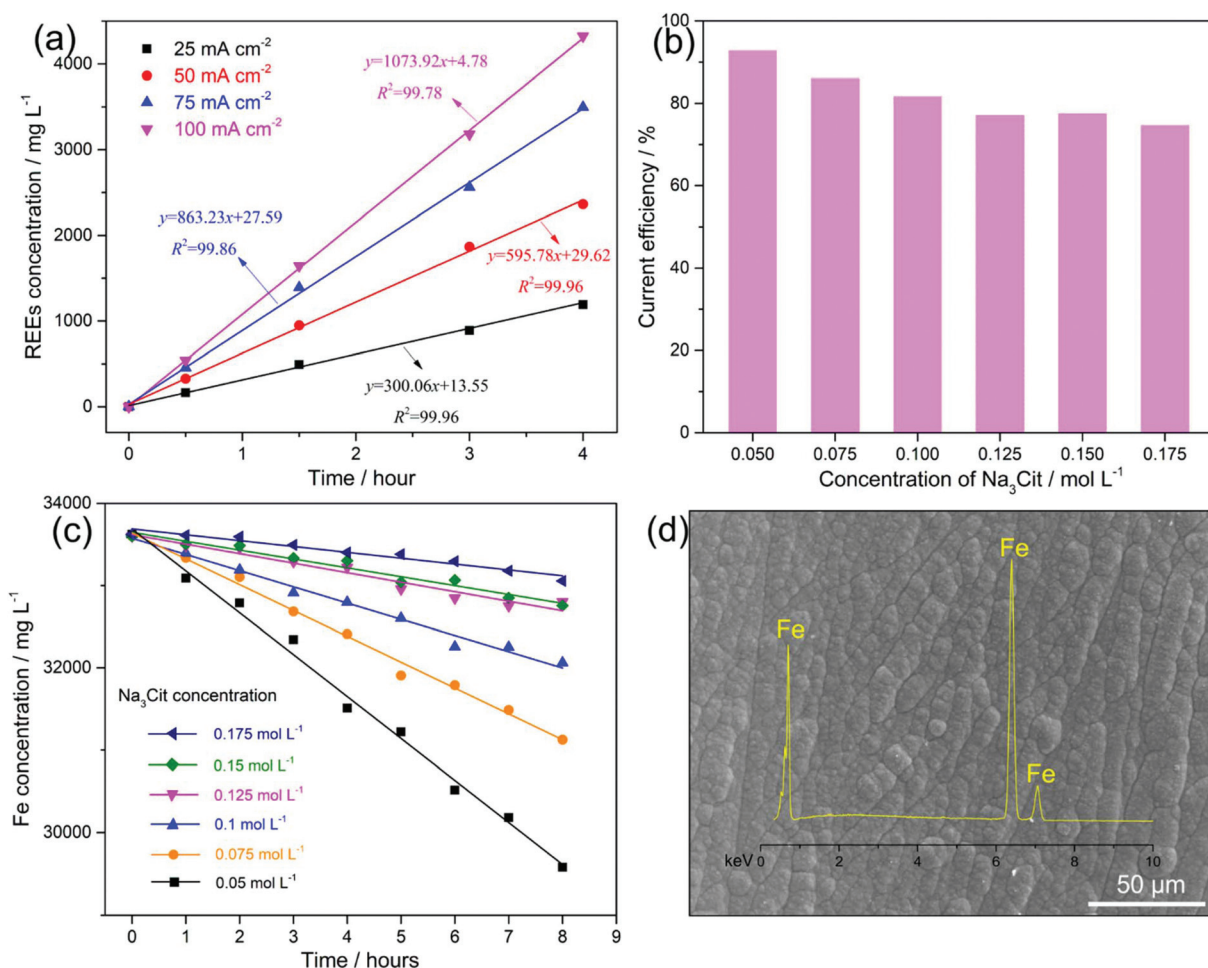 (a)
25 mA cm⁻²
50 mA cm⁻²
75 mA cm⁻²
100 mA cm⁻²
y=1073.92x+4.78
R²=99.78
y=863.23x+27.59
R²=99.86
y=595.78x+29.62
R²=99.96
y=300.06x+13.55
R²=99.96
4000
3000
2000
1000
0
REEs concentration / mg L⁻¹
0 1 2 3 4
Time / hour
(b)
100
80
60
40
20
0
Current efficiency / %
0.050 0.075 0.100 0.125 0.150 0.175
Concentration of Na₃Cit / mol L⁻¹
(c)
34000
32000
30000
Fe concentration / mg L⁻¹
Na₃Cit concentration
0.175 mol L⁻¹
0.15 mol L⁻¹
0.125 mol L⁻¹
0.1 mol L⁻¹
0.075 mol L⁻¹
0.05 mol L⁻¹
0 1 2 3 4 5 6 7 8 9
Time / hours
(d)
Fe
Fe
Fe
keV 0 2 4 6 8 10
50 μm